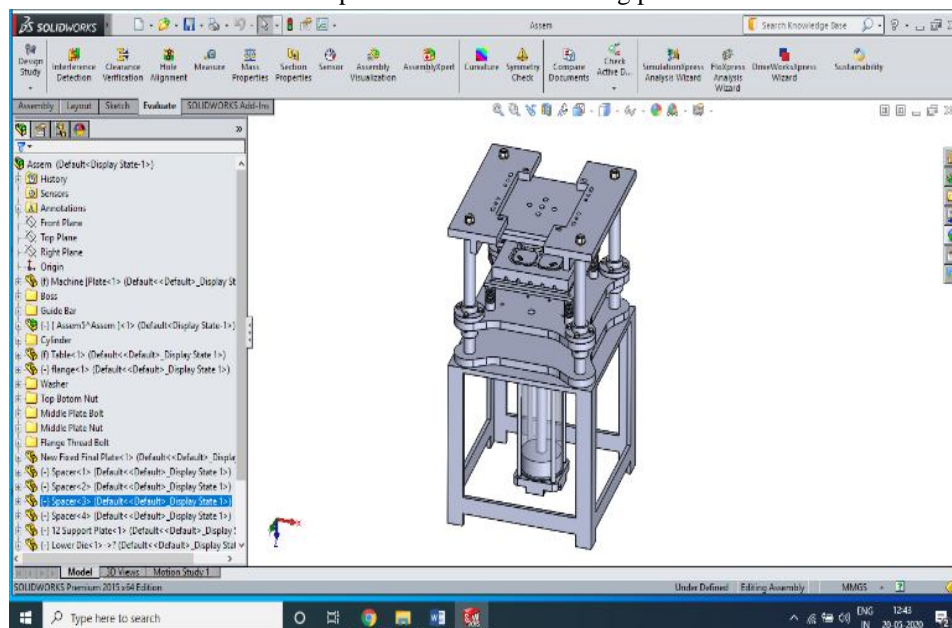 SOLIDWORKS
Assem
Search Knowledge Base
Design Study
Interference Detection
Clearance Verification
Hole Alignment
Measure
Mass Properties
Section Properties
Sensor
Assembly Visualization
AssemblyXpert
Curvature
Symmetry Check
Compare Documents
Check Active D...
SimulationXpress Analysis Wizard
FloXpress Analysis Wizard
DriveWorksXpress Wizard
Sustainability
Assembly Layout Sketch Evaluate SOLIDWORKS Add-Ins
Assem (Default<Display State-1>)
History
Sensors
Annotations
Front Plane
Top Plane
Right Plane
Origin
(f) Machine [Plate<1> (Default<<Default>_Display St
Boss
Guide Bar
(-) [ Assem5^Assem ]<1> (Default<Display State-1>)
Cylinder
(f) Table<1> (Default<<Default>_Display State 1>)
(-) flange<1> (Default<<Default>_Display State 1>)
Washer
Top Botom Nut
Middle Plate Bolt
Middle Plate Nut
Flange Thread Bolt
New Fixed Final Plate<1> (Default<<Default>_Display
(-) Spacer<1> (Default<<Default>_Display State 1>)
(-) Spacer<2> (Default<<Default>_Display State 1>)
(-) Spacer<3> (Default<<Default>_Display State 1>)
(-) Spacer<4> (Default<<Default>_Display State 1>)
(-) 12 Support Plate<1> (Default<<Default>_Display
(-) Lower Die<1> ->? (Default<<Default>_Display Stat
Model 3D Views Motion Study 1
SOLIDWORKS Premium 2015 x64 Edition
Under Defined Editing Assembly MMGS
Type here to search
ENG 12:43
IN 20-05-2020